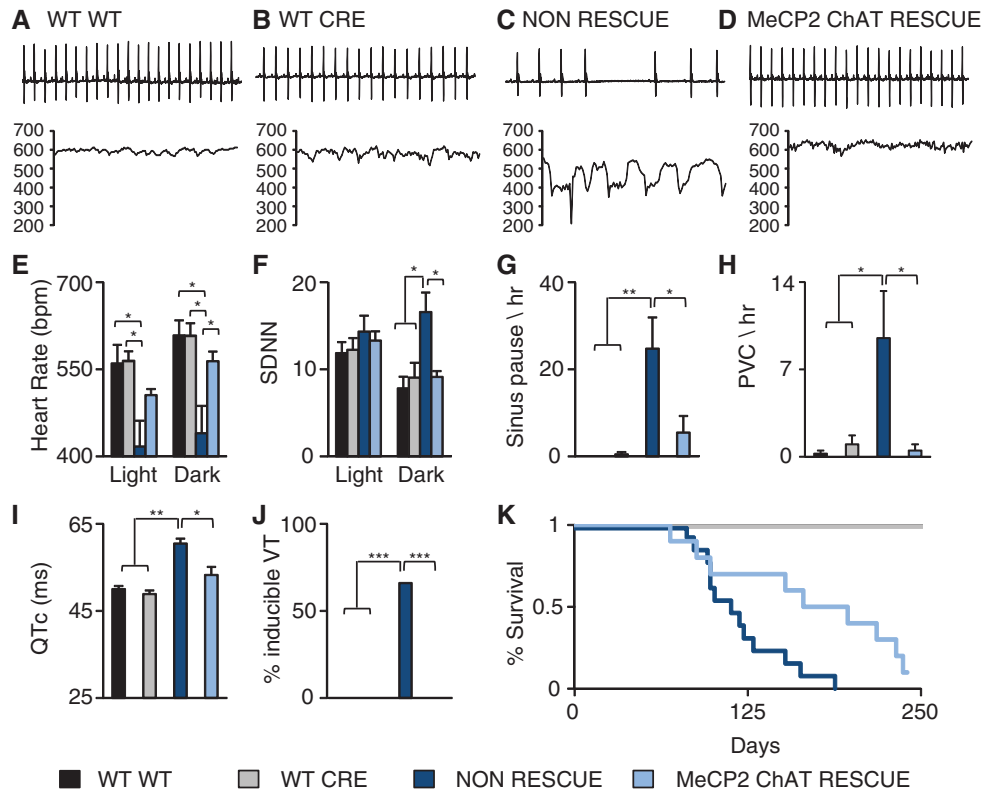 A WT WT
B WT CRE
C NON RESCUE
D MeCP2 ChAT RESCUE
700
600
500
400
300
200
700
600
500
400
300
200
700
600
500
400
300
200
700
600
500
400
300
200
E
Heart Rate (bpm)
700
550
400
* * * * *
Light Dark
F
SDNN
20
10
0
* *
Light Dark
G
Sinus pause \ hr
40
20
0
** *
H
PVC \ hr
14
7
0
* *
I
QTc (ms)
65
45
25
** *
J
% inducible VT
100
50
0
*** ***
K
% Survival
1
0.5
0
0 125 250
Days
WT WT WT CRE NON RESCUE MeCP2 ChAT RESCUE